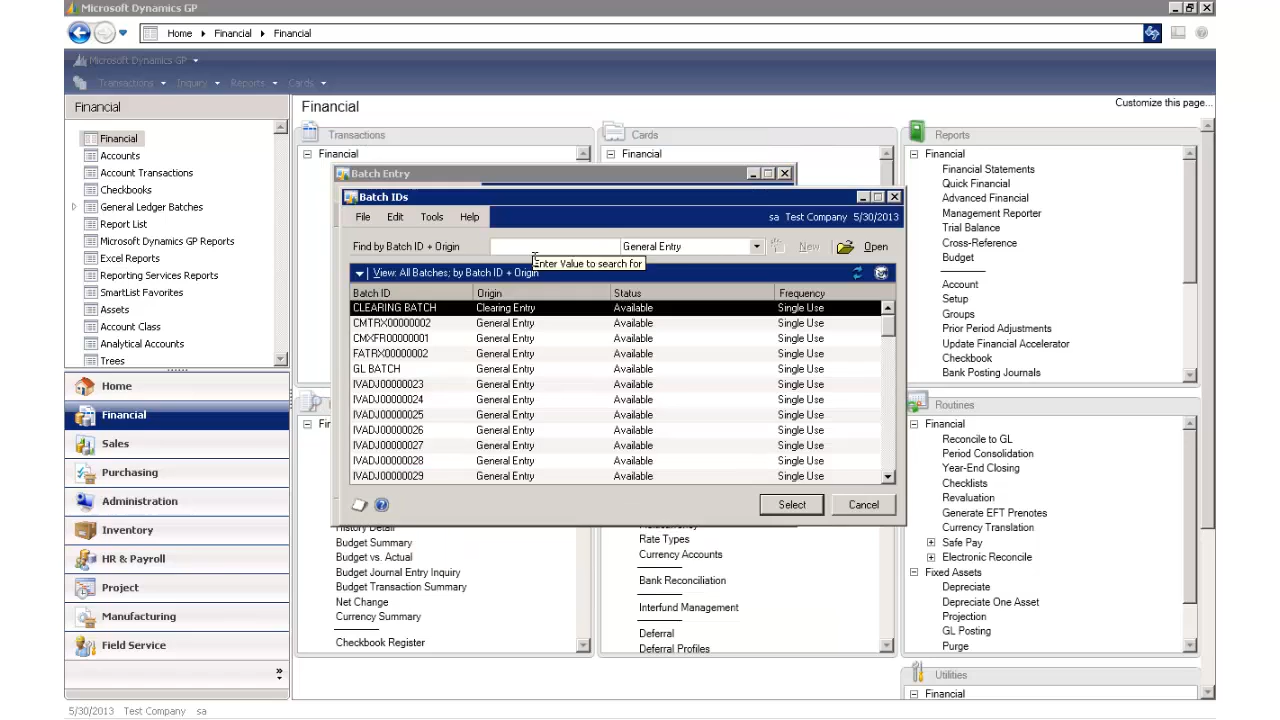 Microsoft Dynamics GP
Home Financial Financial
Microsoft Dynamics GP
Transactions Inquiry Reports Cards
Financial
Financial
Accounts
Account Transactions
Checkbooks
General Ledger Batches
Report List
Microsoft Dynamics GP Reports
Excel Reports
Reporting Services Reports
SmartList Favorites
Assets
Account Class
Analytical Accounts
Trees
Home
Financial
Sales
Purchasing
Administration
Inventory
HR & Payroll
Project
Manufacturing
Field Service
5/30/2013 Test Company sa
Financial
Customize this page...
Transactions
Financial
Cards
Financial
Batch Entry
Batch IDs
File Edit Tools Help
sa Test Company 5/30/2013
Find by Batch ID + Origin General Entry New Open
Enter Value to search for
View: All Batches; by Batch ID + Origin
Batch ID Origin Status Frequency
CLEARING BATCH Clearing Entry Available Single Use
CMTRX00000002 General Entry Available Single Use
CMXFR00000001 General Entry Available Single Use
FATRX00000002 General Entry Available Single Use
GL BATCH General Entry Available Single Use
IVADJ00000023 General Entry Available Single Use
IVADJ00000024 General Entry Available Single Use
IVADJ00000025 General Entry Available Single Use
IVADJ00000026 General Entry Available Single Use
IVADJ00000027 General Entry Available Single Use
IVADJ00000028 General Entry Available Single Use
IVADJ00000029 General Entry Available Single Use
Select Cancel
Fir
History Detail
Budget Summary
Budget vs. Actual
Budget Journal Entry Inquiry
Budget Transaction Summary
Net Change
Currency Summary
Checkbook Register
Rate Types
Currency Accounts
Bank Reconciliation
Interfund Management
Deferral
Deferral Profiles
Reports
Financial
Financial Statements
Quick Financial
Advanced Financial
Management Reporter
Trial Balance
Cross-Reference
Budget
Account
Setup
Groups
Prior Period Adjustments
Update Financial Accelerator
Checkbook
Bank Posting Journals
Routines
Financial
Reconcile to GL
Period Consolidation
Year-End Closing
Checklists
Revaluation
Generate EFT Prenotes
Currency Translation
Safe Pay
Electronic Reconcile
Fixed Assets
Depreciate
Depreciate One Asset
Projection
GL Posting
Purge
Utilities
Financial